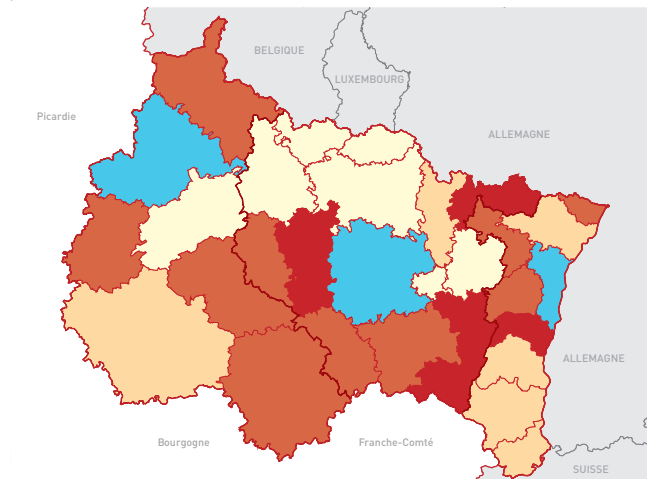 BELGIQUE
LUXEMBOURG
Picardie
ALLEMAGNE
ALLEMAGNE
Bourgogne
Franche-Comté
SUISSE